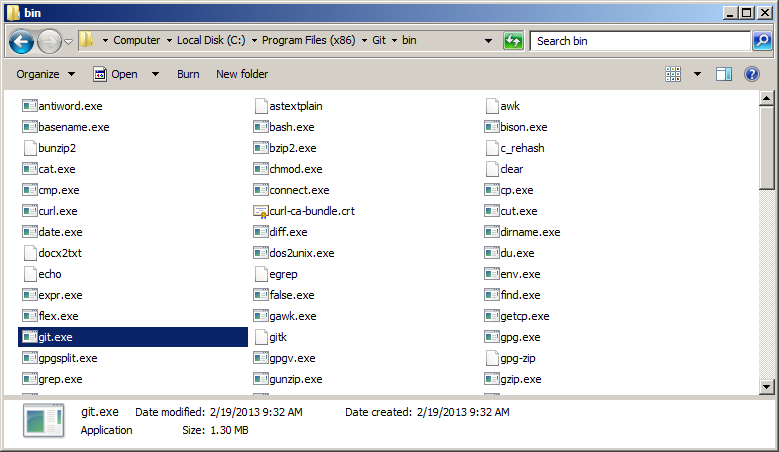 bin
Computer Local Disk (C:) Program Files (x86) Git bin Search bin
Organize Open Burn New folder
antiword.exe astextplain awk
basename.exe bash.exe bison.exe
bunzip2 bzip2.exe c_rehash
cat.exe chmod.exe clear
cmp.exe connect.exe cp.exe
curl.exe curl-ca-bundle.crt cut.exe
date.exe diff.exe dirname.exe
docx2txt dos2unix.exe du.exe
echo egrep env.exe
expr.exe false.exe find.exe
flex.exe gawk.exe getcp.exe
git.exe gitk gpg.exe
gpgsplit.exe gpgv.exe gpg-zip
grep.exe gunzip.exe gzip.exe
git.exe Date modified: 2/19/2013 9:32 AM Date created: 2/19/2013 9:32 AM
Application Size: 1.30 MB